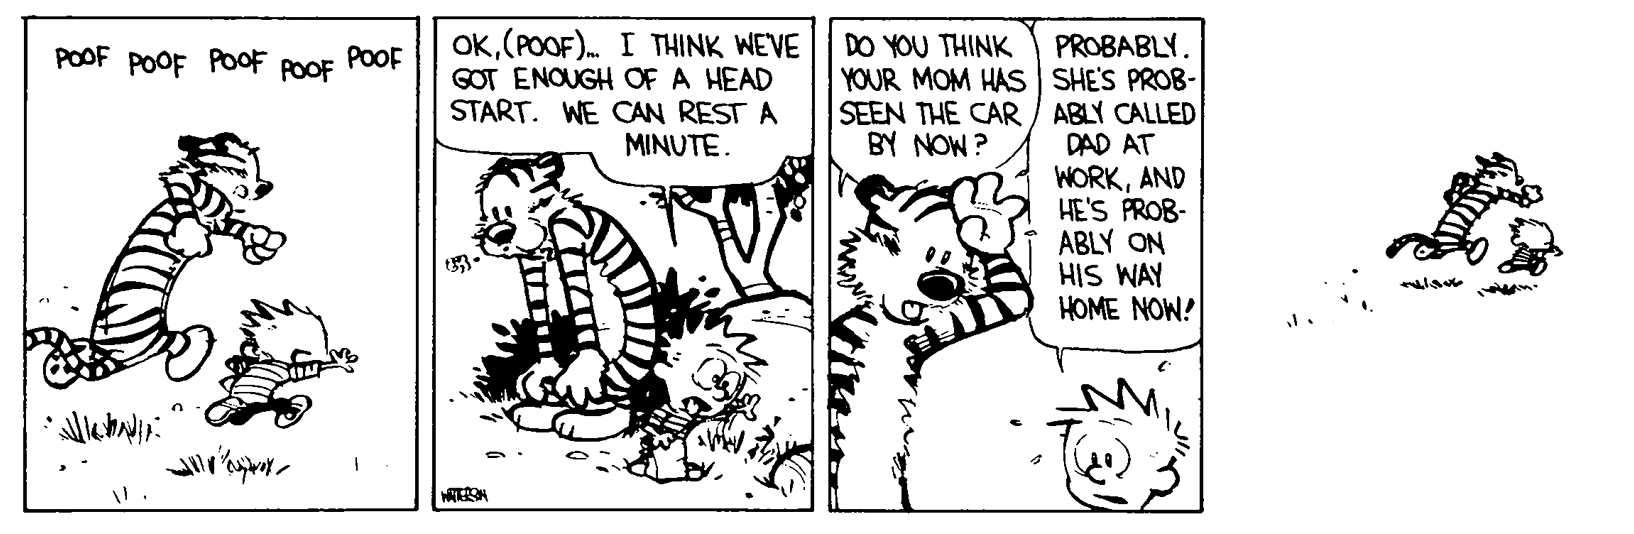 POOF POOF POOF POOF POOF
OK, (POOF)... I THINK WE'VE
GOT ENOUGH OF A HEAD
START. WE CAN REST A
MINUTE.
WATTERSON
DO YOU THINK
YOUR MOM HAS
SEEN THE CAR
BY NOW?
PROBABLY.
SHE'S PROB-
ABLY CALLED
DAD AT
WORK, AND
HE'S PROB-
ABLY ON
HIS WAY
HOME NOW!